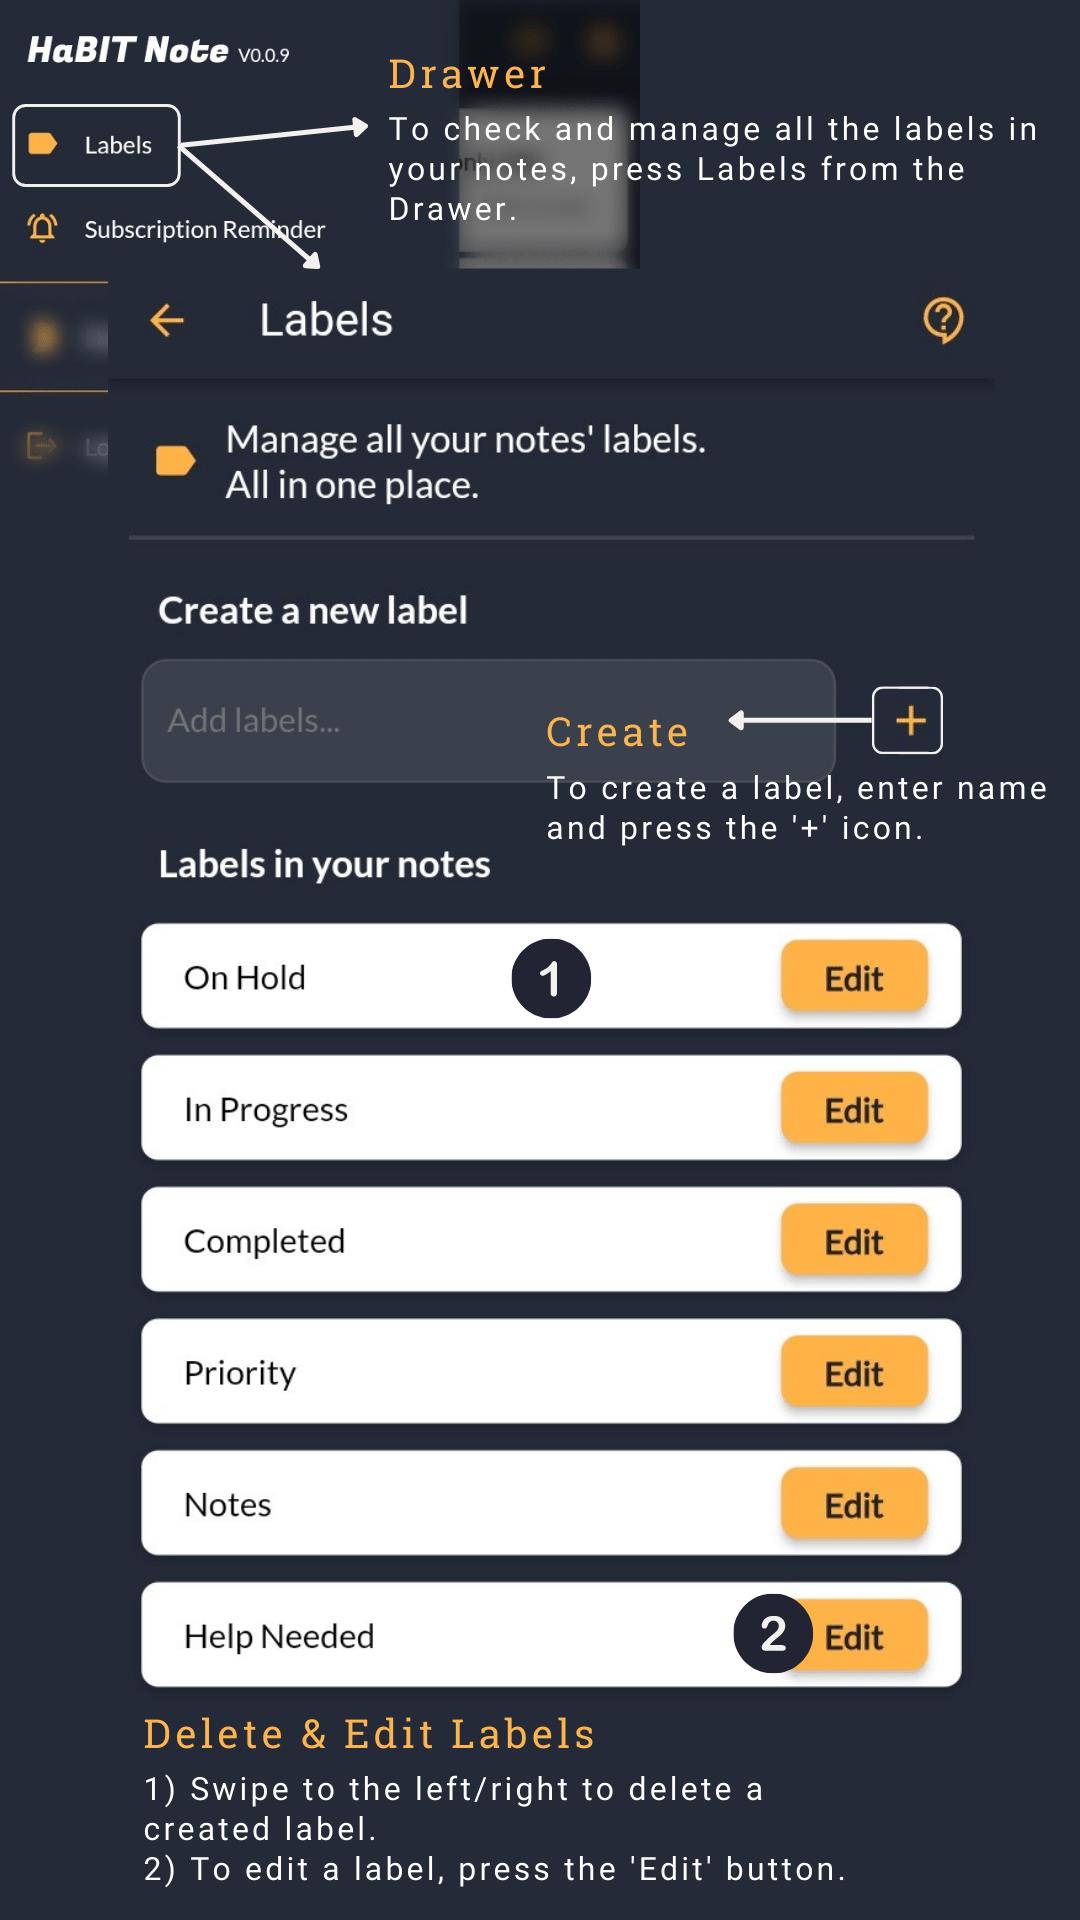 HaBIT Note V0.0.9
Drawer
Labels
To check and manage all the labels in
your notes, press Labels from the
Drawer.
Subscription Reminder
Labels
Manage all your notes' labels.
All in one place.
Create a new label
Add labels...
+
Create
To create a label, enter name
and press the '+' icon.
Labels in your notes
On Hold 1 Edit
In Progress Edit
Completed Edit
Priority Edit
Notes Edit
Help Needed 2 Edit
Delete & Edit Labels
1) Swipe to the left/right to delete a
created label.
2) To edit a label, press the 'Edit' button.